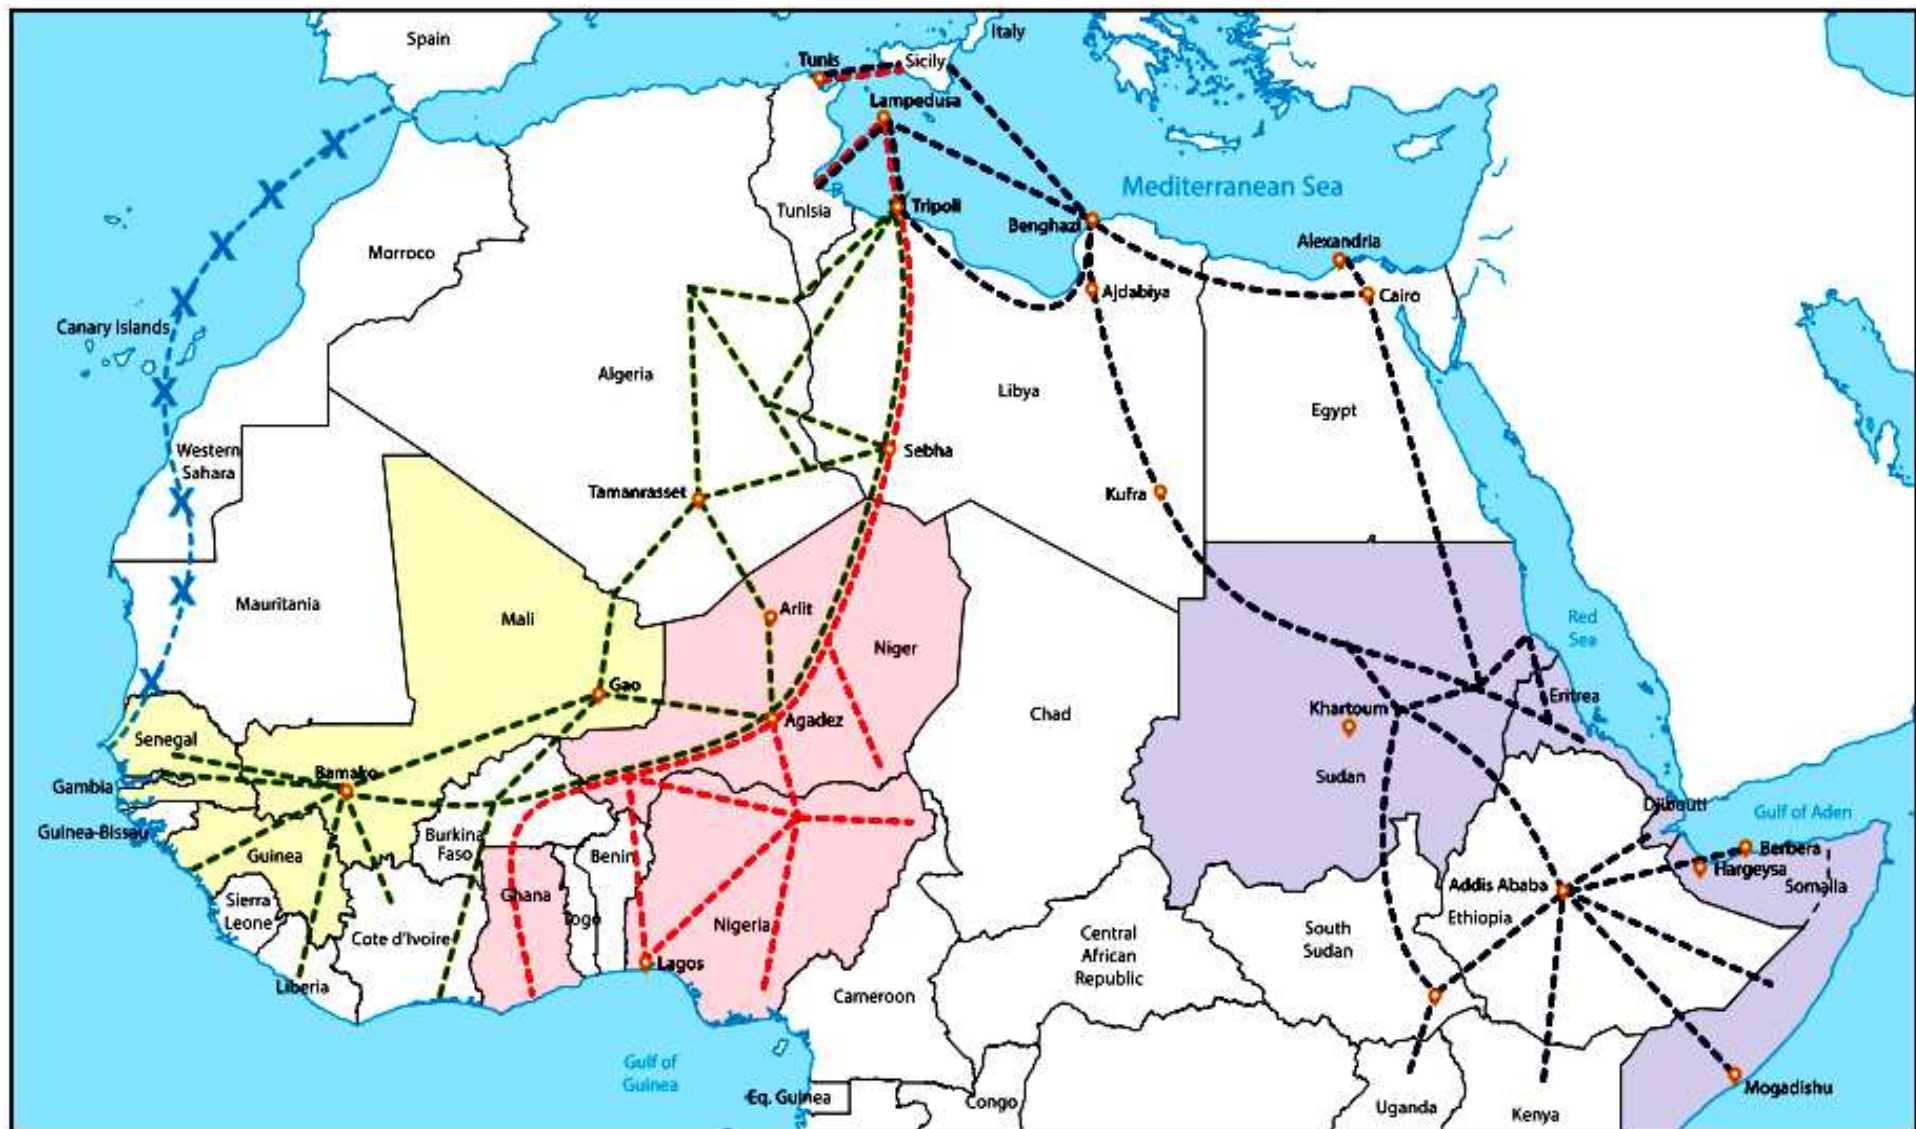 Spain
Italy
Tunis
Sicily
Lampedusa
Mediterranean Sea
Tunisia
Tripoli
Benghazi
Alexandria
Morroco
Ajdabiya
Cairo
Canary Islands
Algeria
Libya
Egypt
Western
Sahara
Sebha
Tamanrasset
Kufra
Mauritania
Mali
Arlit
Niger
Red
Sea
Gao
Agadez
Chad
Khartoum
Eritrea
Senegal
Bamako
Sudan
Gambia
Djibouti
Gulf of Aden
Guinea-Bissau
Burkina
Faso
Benin
Berbera
Guinea
Hargeysa
Somalia
Ghana
Addis Ababa
Sierra
Leone
Togo
Nigeria
Ethiopia
Cote d'Ivoire
Central
African
Republic
South
Sudan
Lagos
Liberia
Cameroon
Gulf of
Guinea
Mogadishu
Eq. Guinea
Congo
Uganda
Kenya